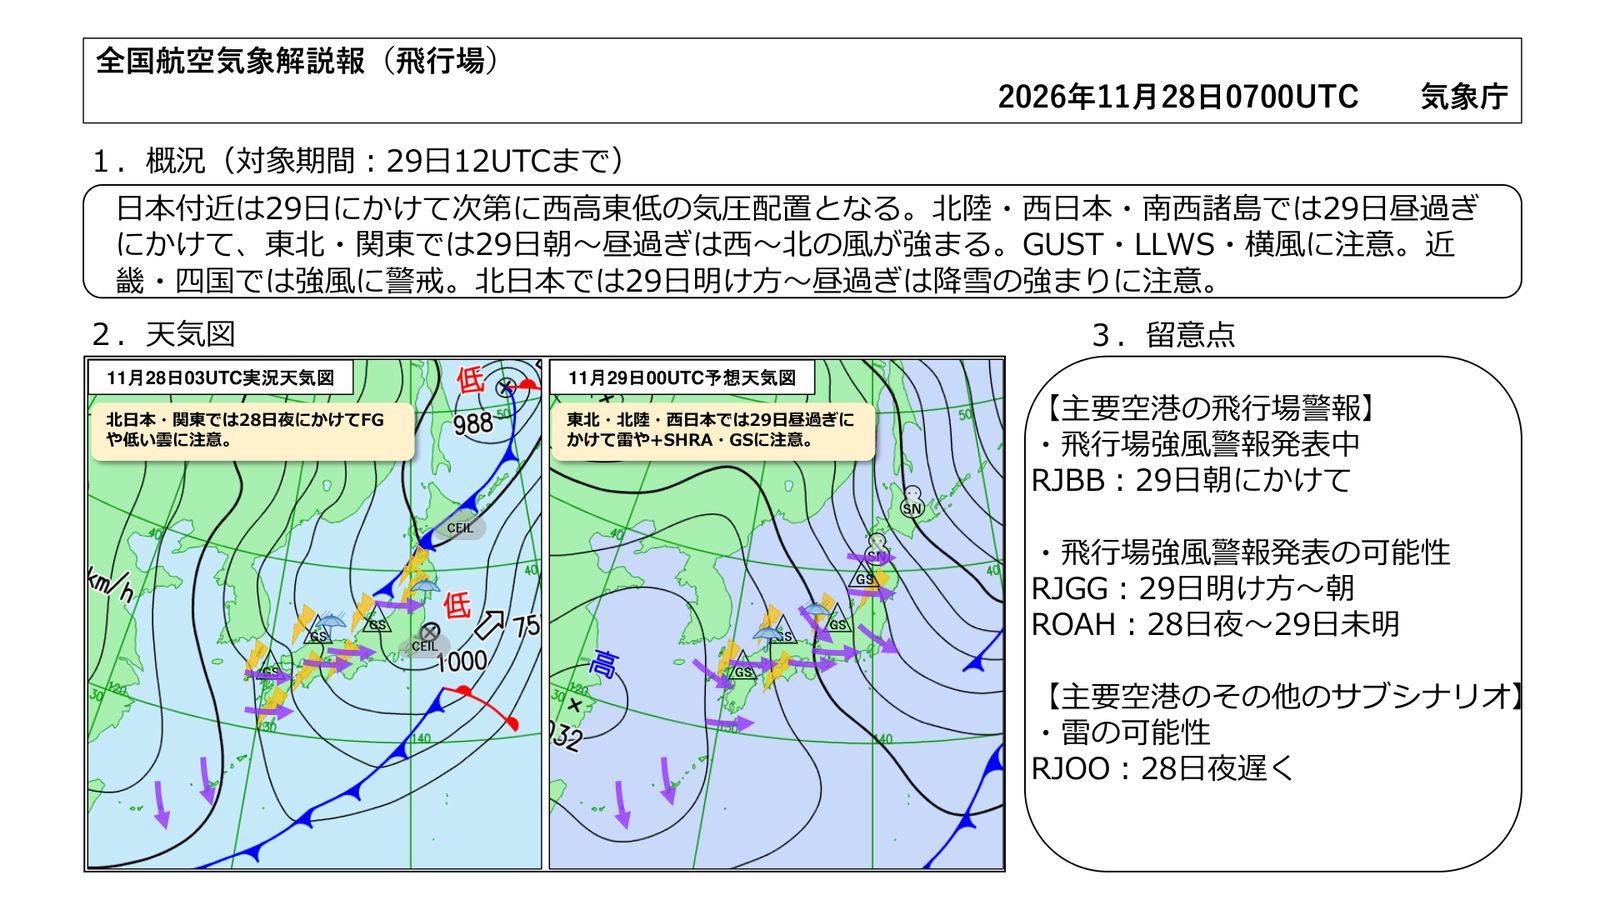 全国航空気象解説報（飛行場）
2026年11月28日0700UTC　　気象庁
１．概況（対象期間：29日12UTCまで）
日本付近は29日にかけて次第に西高東低の気圧配置となる。北陸・西日本・南西諸島では29日昼過ぎ
にかけて、東北・関東では29日朝～昼過ぎは西～北の風が強まる。GUST・LLWS・横風に注意。近
畿・四国では強風に警戒。北日本では29日明け方～昼過ぎは降雪の強まりに注意。
２．天気図
11月28日03UTC実況天気図
北日本・関東では28日夜にかけてFG
や低い雲に注意。
低
988
50
CEIL
40
40
km/h
低
GS
GS
CEIL
75
1000
GS
30
120
130
140
11月29日00UTC予想天気図
東北・北陸・西日本では29日昼過ぎに
かけて雷や+SHRA・GSに注意。
50
SN
SN
40
40
GS
GS
GS
GS
高
30
120
032
130
140
３．留意点
【主要空港の飛行場警報】
・飛行場強風警報発表中
RJBB：29日朝にかけて
・飛行場強風警報発表の可能性
RJGG：29日明け方～朝
ROAH：28日夜～29日未明
【主要空港のその他のサブシナリオ】
・雷の可能性
RJOO：28日夜遅く